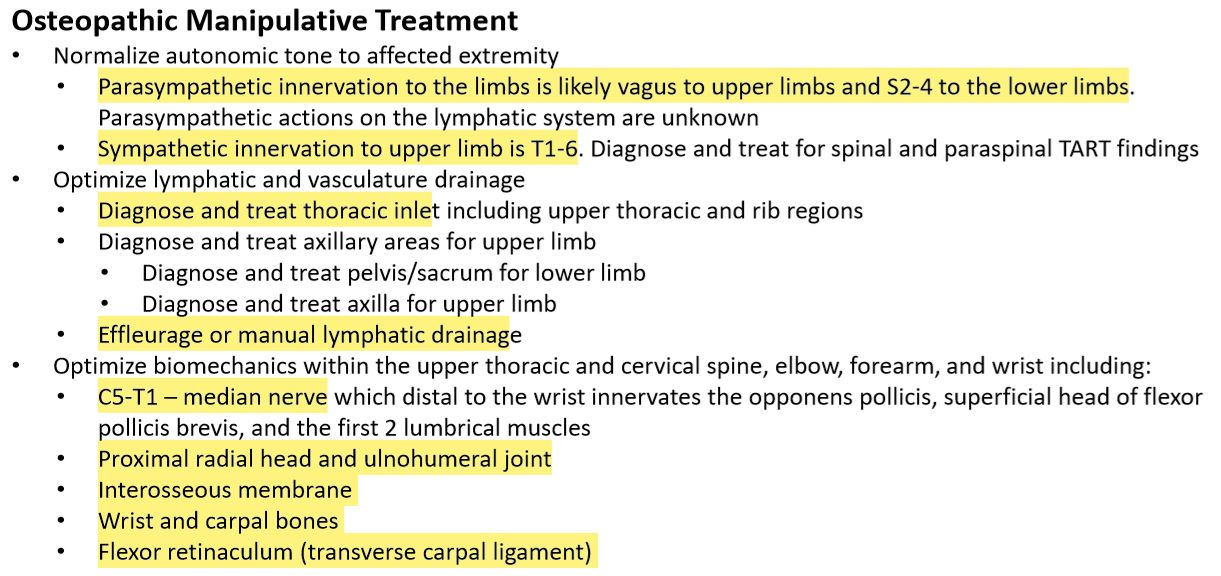 Osteopathic Manipulative Treatment
• Normalize autonomic tone to affected extremity
• Parasympathetic innervation to the limbs is likely vagus to upper limbs and S2-4 to the lower limbs.
Parasympathetic actions on the lymphatic system are unknown
• Sympathetic innervation to upper limb is T1-6. Diagnose and treat for spinal and paraspinal TART findings
• Optimize lymphatic and vasculature drainage
• Diagnose and treat thoracic inlet including upper thoracic and rib regions
• Diagnose and treat axillary areas for upper limb
• Diagnose and treat pelvis/sacrum for lower limb
• Diagnose and treat axilla for upper limb
• Effleurage or manual lymphatic drainage
• Optimize biomechanics within the upper thoracic and cervical spine, elbow, forearm, and wrist including:
• C5-T1 – median nerve which distal to the wrist innervates the opponens pollicis, superficial head of flexor
pollicis brevis, and the first 2 lumbrical muscles
• Proximal radial head and ulnohumeral joint
• Interosseous membrane
• Wrist and carpal bones
• Flexor retinaculum (transverse carpal ligament)